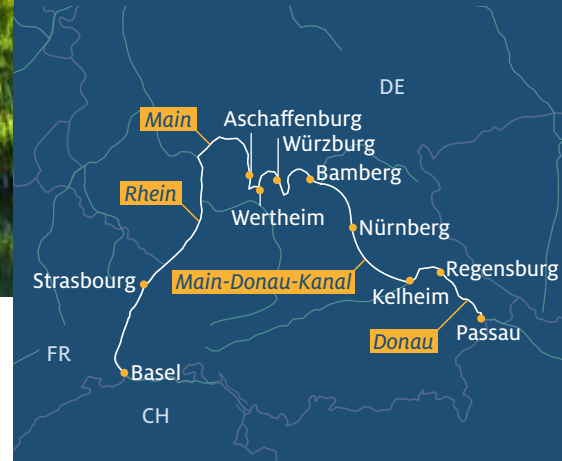 DE
Main
Aschaffenburg
Würzburg
Bamberg
Rhein
Wertheim
Nürnberg
Strasbourg
Main-Donau-Kanal
Regensburg
Kelheim
Donau
Passau
FR
Basel
CH